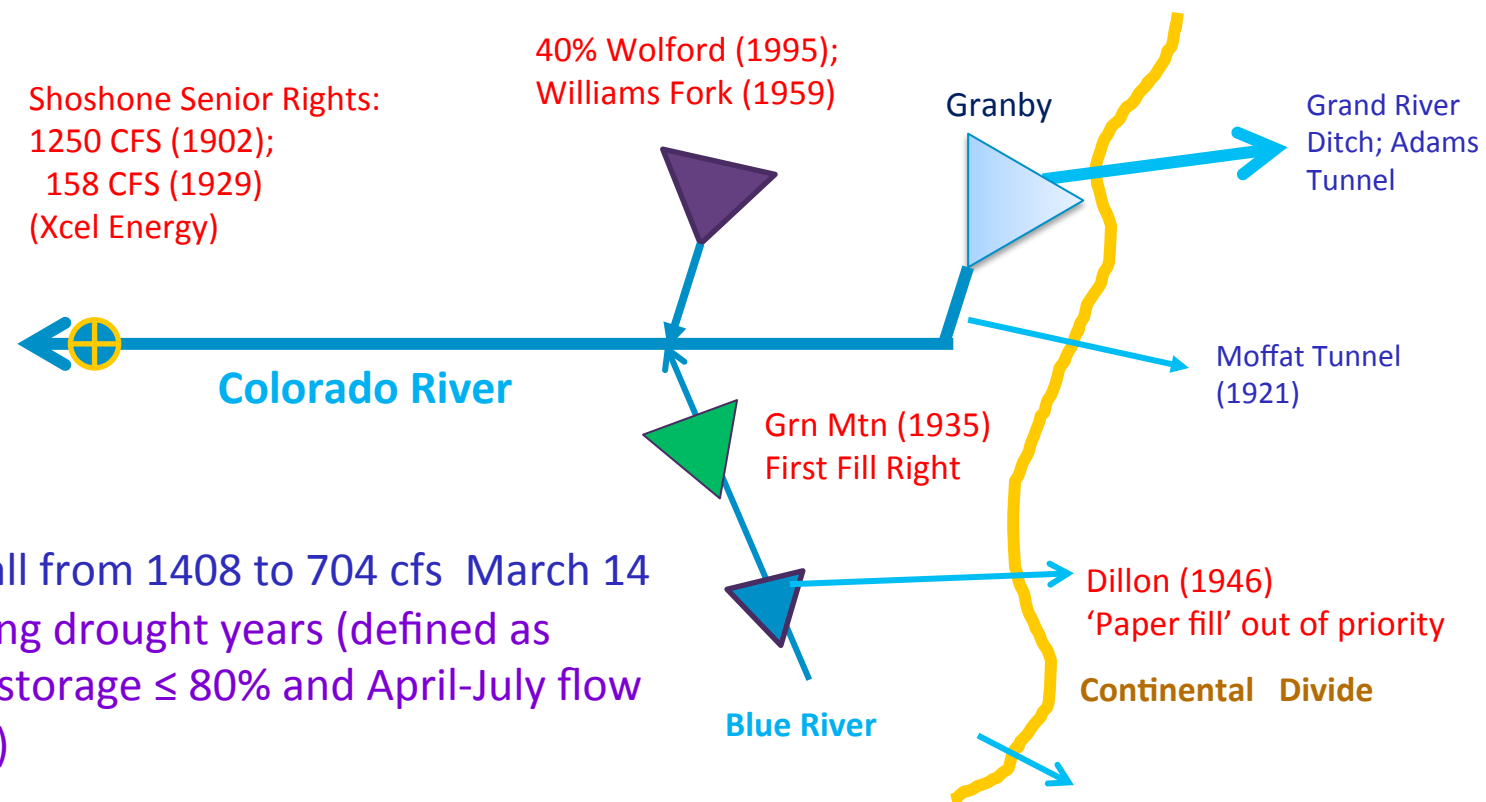 40% Wolford (1995);
Williams Fork (1959)
Shoshone Senior Rights:
1250 CFS (1902);
158 CFS (1929)
(Xcel Energy)
Granby
Grand River
Ditch; Adams
Tunnel
Moffat Tunnel
(1921)
Colorado River
Grn Mtn (1935)
First Fill Right
all from 1408 to 704 cfs March 14
ng drought years (defined as
storage ≤ 80% and April-July flow
)
Dillon (1946)
‘Paper fill’ out of priority
Continental Divide
Blue River